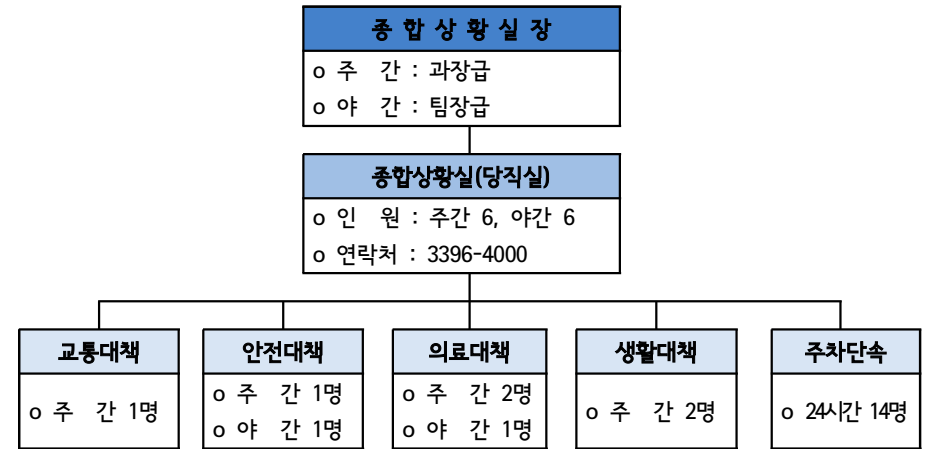 종 합 상 황 실 장
o 주 간 : 과장급
o 야 간 : 팀장급
종합상황실(당직실)
o 인 원 : 주간 6, 야간 6
o 연락처 : 3396-4000
교통대책
o 주 간 1명
안전대책
o 주 간 1명
o 야 간 1명
의료대책
o 주 간 2명
o 야 간 1명
생활대책
o 주 간 2명
주차단속
o 24시간 14명